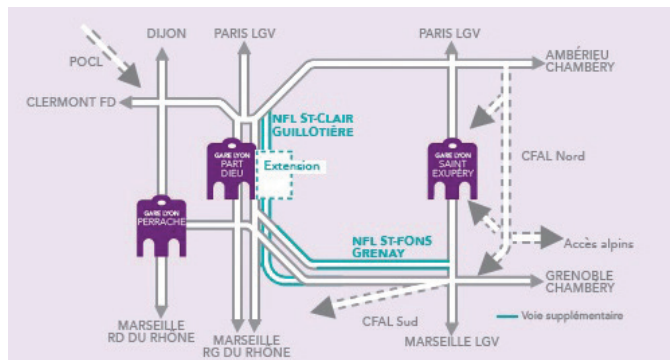 DIJON
PARIS LGV
PARIS LGV
POCL
AMBÉRIEU
CHAMBÉRY
CLERMONT FD
NFL ST-CLAIR
GUILLOTIÈRE
GARE LYON
PART
DIEU
Extension
GARE LYON
SAINT
EXUPÉRY
CFAL Nord
GARE LYON
PERRACHE
NFL ST-FONS
GRENAY
Accès alpins
GRENOBLE
CHAMBÉRY
CFAL Sud
Voie supplémentaire
MARSEILLE
RD DU RHÔNE
MARSEILLE
RG DU RHÔNE
MARSEILLE LGV